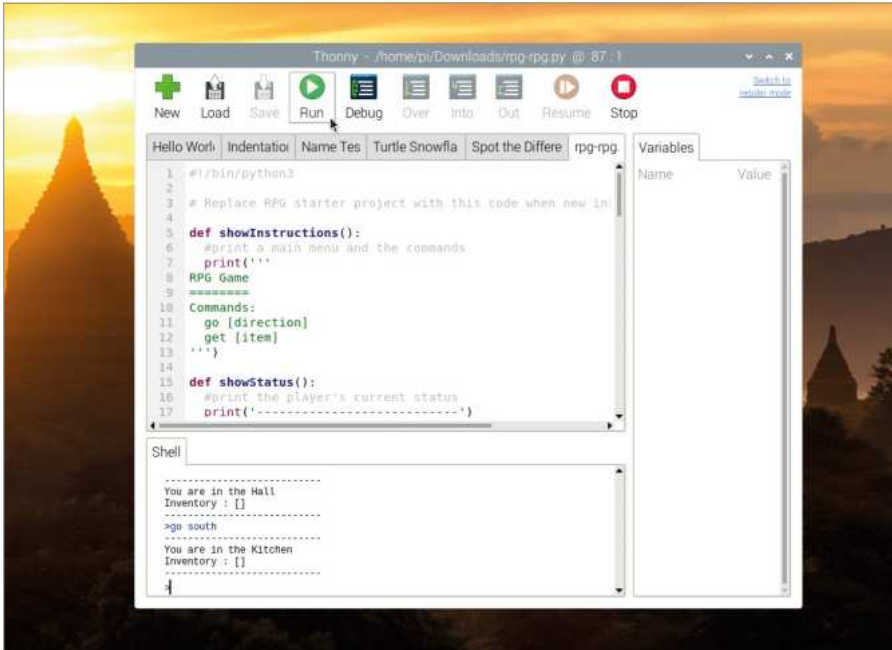 Thonny - /home/pi/Downloads/rpg-rpg.py @ 87:1
New Load Save Run Debug Over Into Out Resume Stop
Switch to
regular mode
Hello Worl Indentation Name Tes Turtle Snowfla Spot the Differe rpg-rpg.
Variables
Name Value
1 #!/bin/python3
2
3 # Replace RPG starter project with this code when new in
4
5 def showInstructions():
6 #print a main menu and the commands
7 print('''
8 RPG Game
9 ========
10 Commands:
11 go [direction]
12 get [item]
13 ''')
14
15 def showStatus():
16 #print the player's current status
17 print('---------------------------')
Shell
---------------------------
You are in the Hall
Inventory : []
---------------------------
>go south
---------------------------
You are in the Kitchen
Inventory : []
---------------------------
>